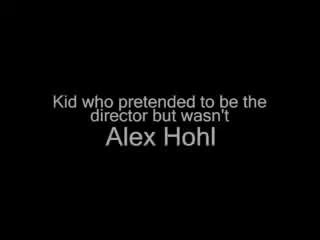 Kid who pretended to be the
director but wasn't
Alex Hohl